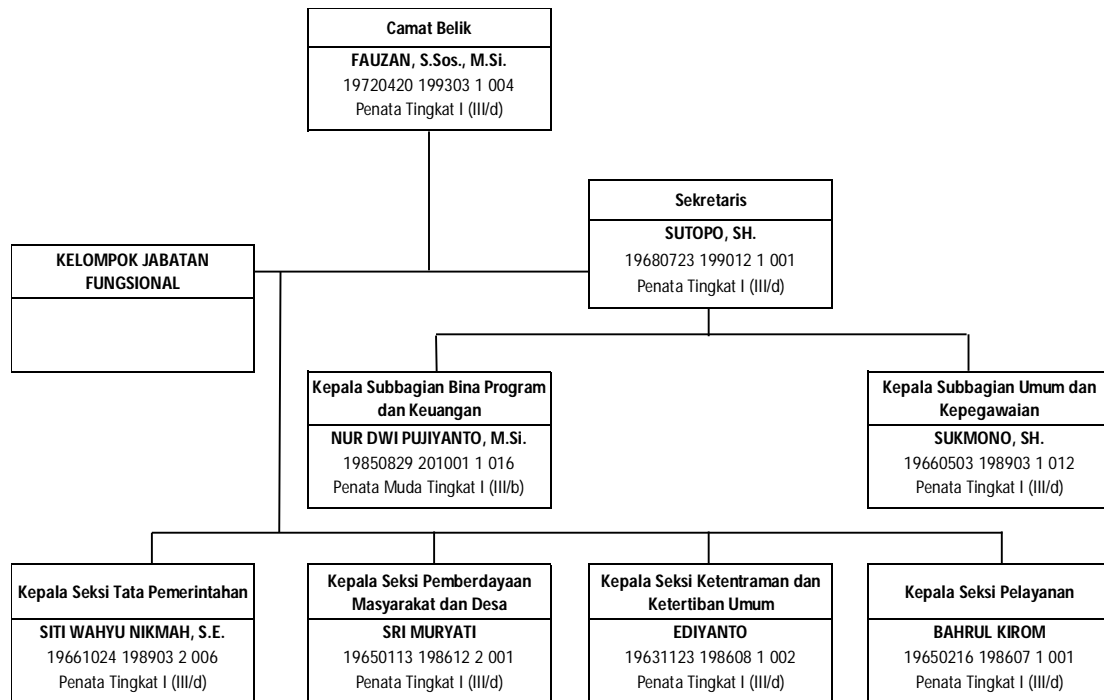 Camat Belik
FAUZAN, S.Sos., M.Si.
19720420 199303 1 004
Penata Tingkat I (III/d)
Sekretaris
SUTOPO, SH.
19680723 199012 1 001
Penata Tingkat I (III/d)
KELOMPOK JABATAN
FUNGSIONAL
Kepala Subbagian Bina Program
dan Keuangan
NUR DWI PUJIYANTO, M.Si.
19850829 201001 1 016
Penata Muda Tingkat I (III/b)
Kepala Subbagian Umum dan
Kepegawaian
SUKMONO, SH.
19660503 198903 1 012
Penata Tingkat I (III/d)
Kepala Seksi Tata Pemerintahan
SITI WAHYU NIKMAH, S.E.
19661024 198903 2 006
Penata Tingkat I (III/d)
Kepala Seksi Pemberdayaan
Masyarakat dan Desa
SRI MURYATI
19650113 198612 2 001
Penata Tingkat I (III/d)
Kepala Seksi Ketentraman dan
Ketertiban Umum
EDIYANTO
19631123 198608 1 002
Penata Tingkat I (III/d)
Kepala Seksi Pelayanan
BAHRUL KIROM
19650216 198607 1 001
Penata Tingkat I (III/d)